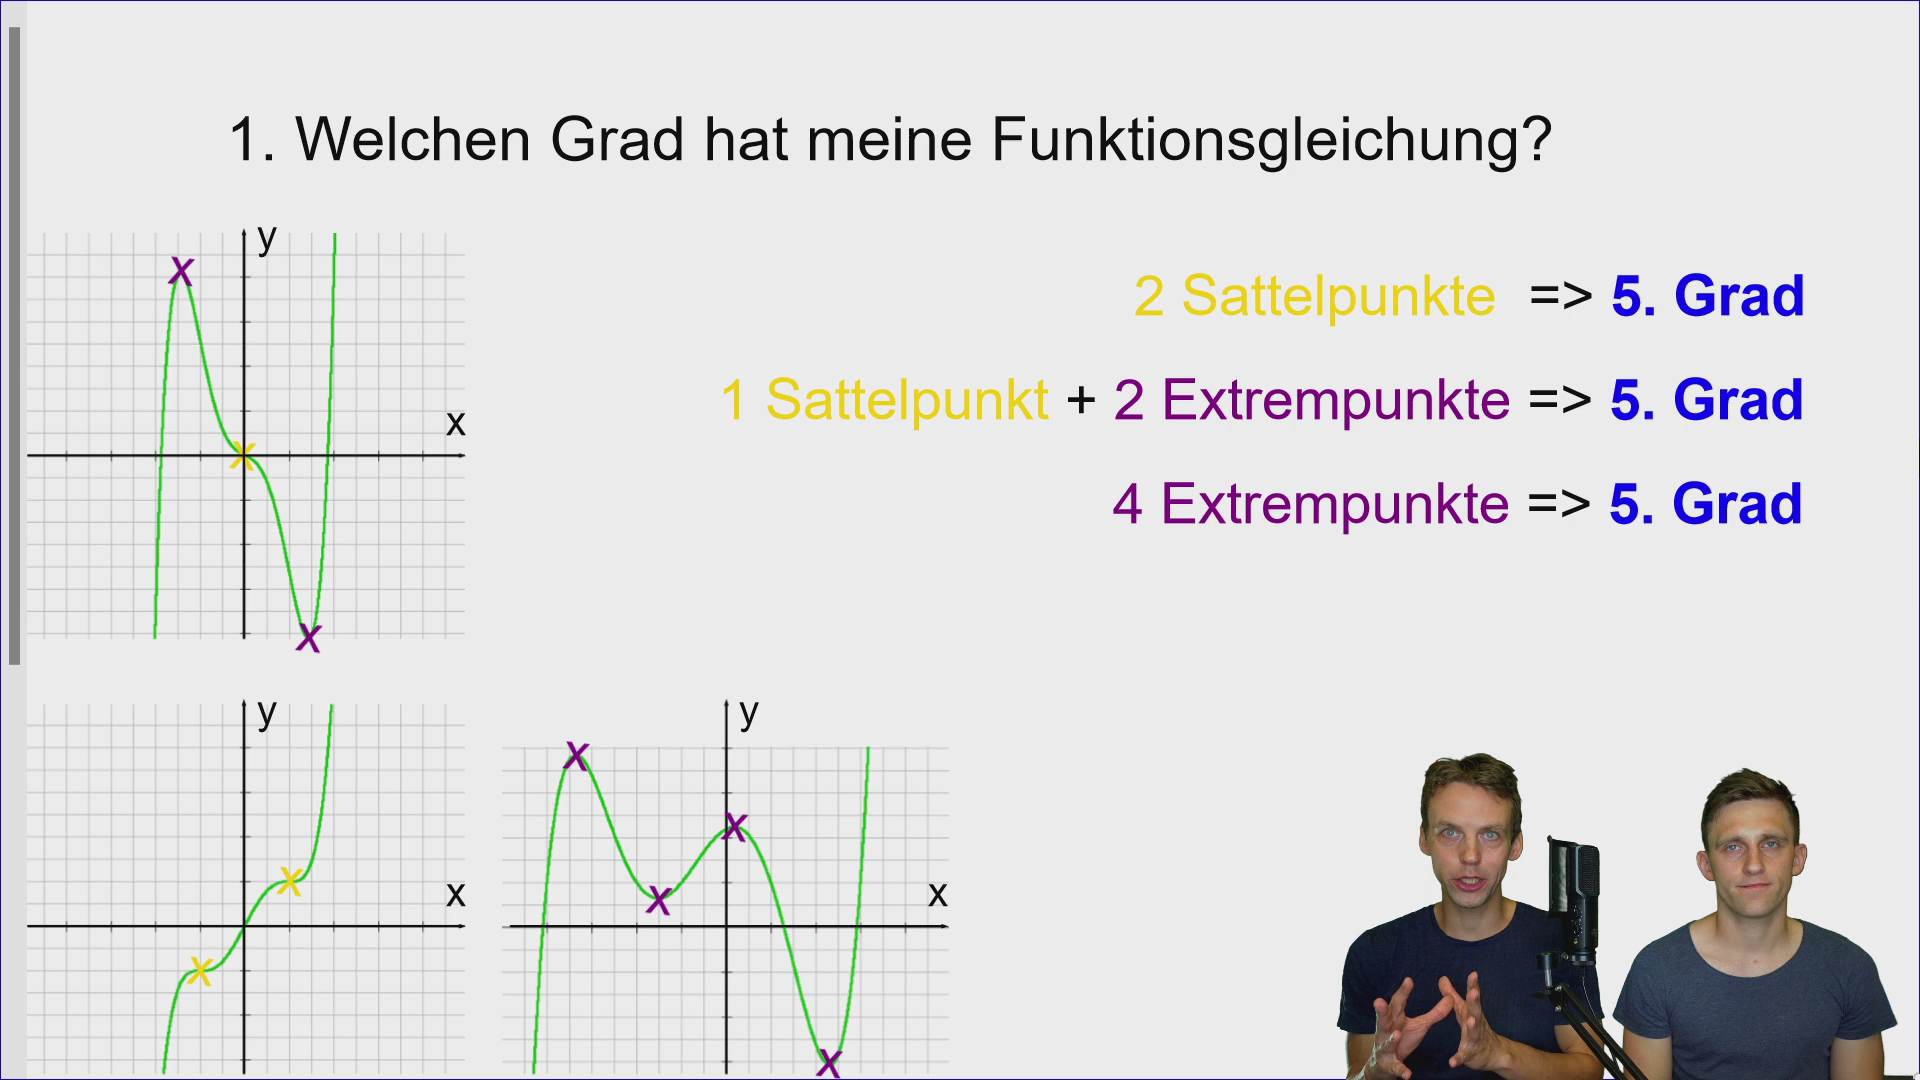 1. Welchen Grad hat meine Funktionsgleichung?
y
x
2 Sattelpunkte => 5. Grad
1 Sattelpunkt + 2 Extrempunkte => 5. Grad
4 Extrempunkte => 5. Grad
y
x
y
x